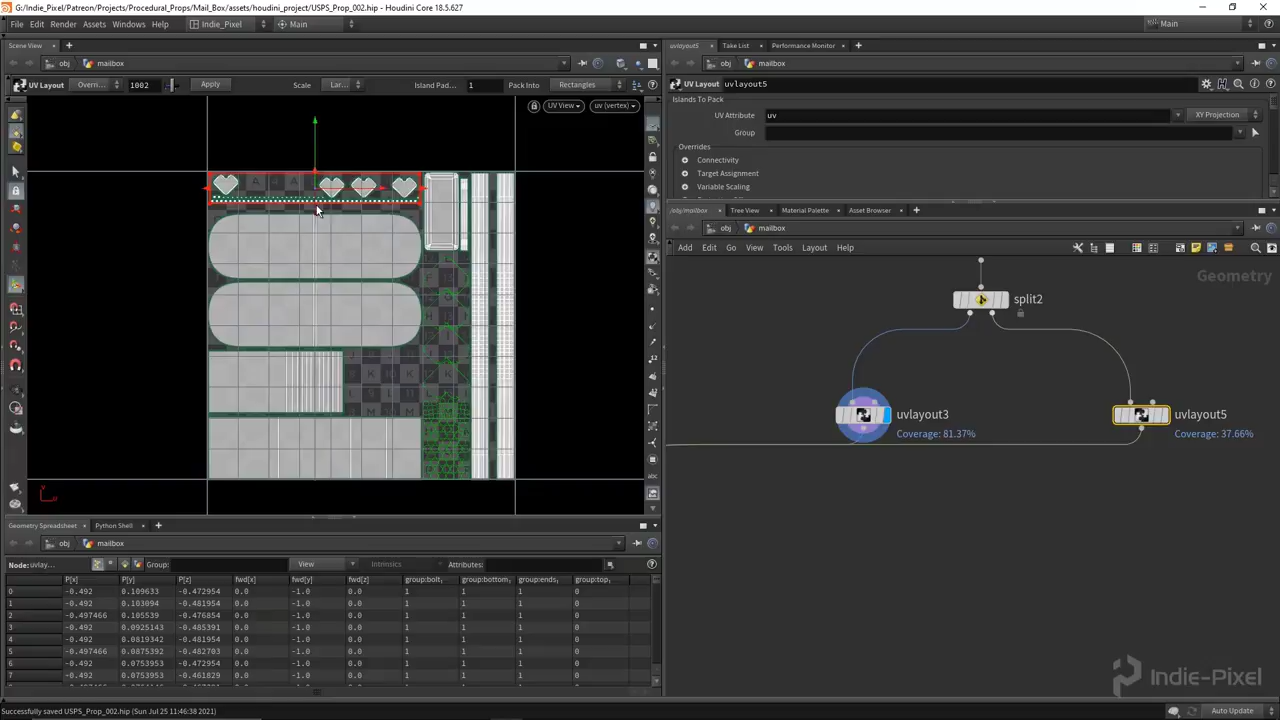 G:/Indie_Pixel/Patreon/Projects/Procedural_Props/Mail_Box/assets/houdini_project/USPS_Prop_002.hip - Houdini Core 18.5.627
File Edit Render Assets Windows Help Indie_Pixel Main Main
Scene View
obj mailbox
UV Layout Overri... 1002 Apply Scale Lar... Island Pad... 1 Pack Into Rectangles
UV View uv (vertex)
uvlayout5 Take List Performance Monitor
obj mailbox
UV Layout uvlayout5
Islands To Pack
UV Attribute uv XY Projection
Group
Overrides
Connectivity
Target Assignment
Variable Scaling
/obj/mailbox Tree View Material Palette Asset Browser
obj mailbox
Add Edit Go View Tools Layout Help
Geometry
split2
uvlayout3
Coverage: 81.37%
uvlayout5
Coverage: 37.66%
Indie-Pixel
abc
Geometry Spreadsheet Python Shell
obj mailbox
Node: uvlay... Group: View Intrinsics Attributes:
P[x] P[y] P[z] fwd[x] fwd[y] fwd[z] group:bolt, group:bottom, group:ends, group:top,
0 -0.492 0.109633 -0.472954 0.0 -1.0 0.0 1 1 1 0
1 -0.492 0.103094 -0.481954 0.0 -1.0 0.0 1 1 1 0
2 -0.497466 0.105539 -0.476854 0.0 -1.0 0.0 1 1 1 0
3 -0.492 0.0925143 -0.485391 0.0 -1.0 0.0 1 1 1 0
4 -0.492 0.0819342 -0.481954 0.0 -1.0 0.0 1 1 1 0
5 -0.497466 0.0875392 -0.482703 0.0 -1.0 0.0 1 1 1 0
6 -0.492 0.0753953 -0.472954 0.0 -1.0 0.0 1 1 1 0
7 -0.492 0.0753953 -0.461829 0.0 -1.0 0.0 1 1 1 0
Successfully saved USPS_Prop_002.hip (Sun Jul 25 11:46:38 2021)
Auto Update